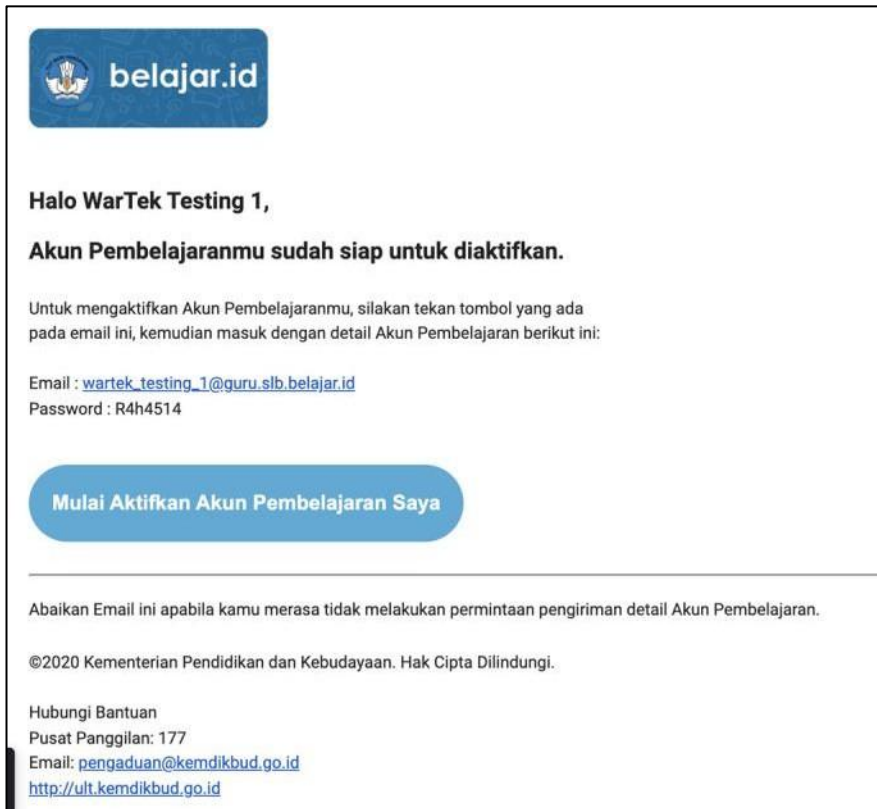 belajar.id
Halo WarTek Testing 1,
Akun Pembelajaranmu sudah siap untuk diaktifkan.
Untuk mengaktifkan Akun Pembelajaranmu, silakan tekan tombol yang ada
pada email ini, kemudian masuk dengan detail Akun Pembelajaran berikut ini:
Email : wartek_testing_1@guru.slb.belajar.id
Password : R4h4514
Mulai Aktifkan Akun Pembelajaran Saya
Abaikan Email ini apabila kamu merasa tidak melakukan permintaan pengiriman detail Akun Pembelajaran.
©2020 Kementerian Pendidikan dan Kebudayaan. Hak Cipta Dilindungi.
Hubungi Bantuan
Pusat Panggilan: 177
Email: pengaduan@kemdikbud.go.id
http://ult.kemdikbud.go.id